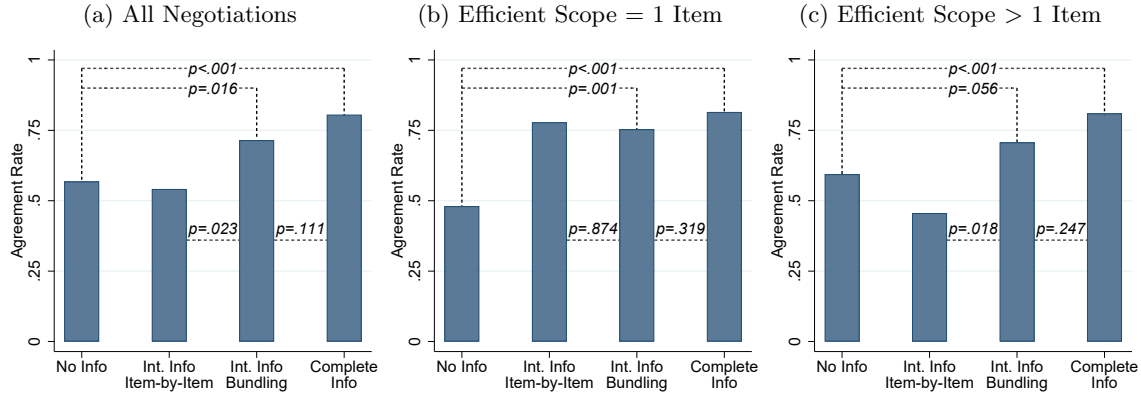 (a) All Negotiations
Agreement Rate
1
.75
.5
.25
0
p<.001
p=.016
p=.023
p=.111
No Info
Int. Info
Item-by-Item
Int. Info
Bundling
Complete
Info
(b) Efficient Scope = 1 Item
Agreement Rate
1
.75
.5
.25
0
p<.001
p=.001
p=.874
p=.319
No Info
Int. Info
Item-by-Item
Int. Info
Bundling
Complete
Info
(c) Efficient Scope > 1 Item
Agreement Rate
1
.75
.5
.25
0
p<.001
p=.056
p=.018
p=.247
No Info
Int. Info
Item-by-Item
Int. Info
Bundling
Complete
Info